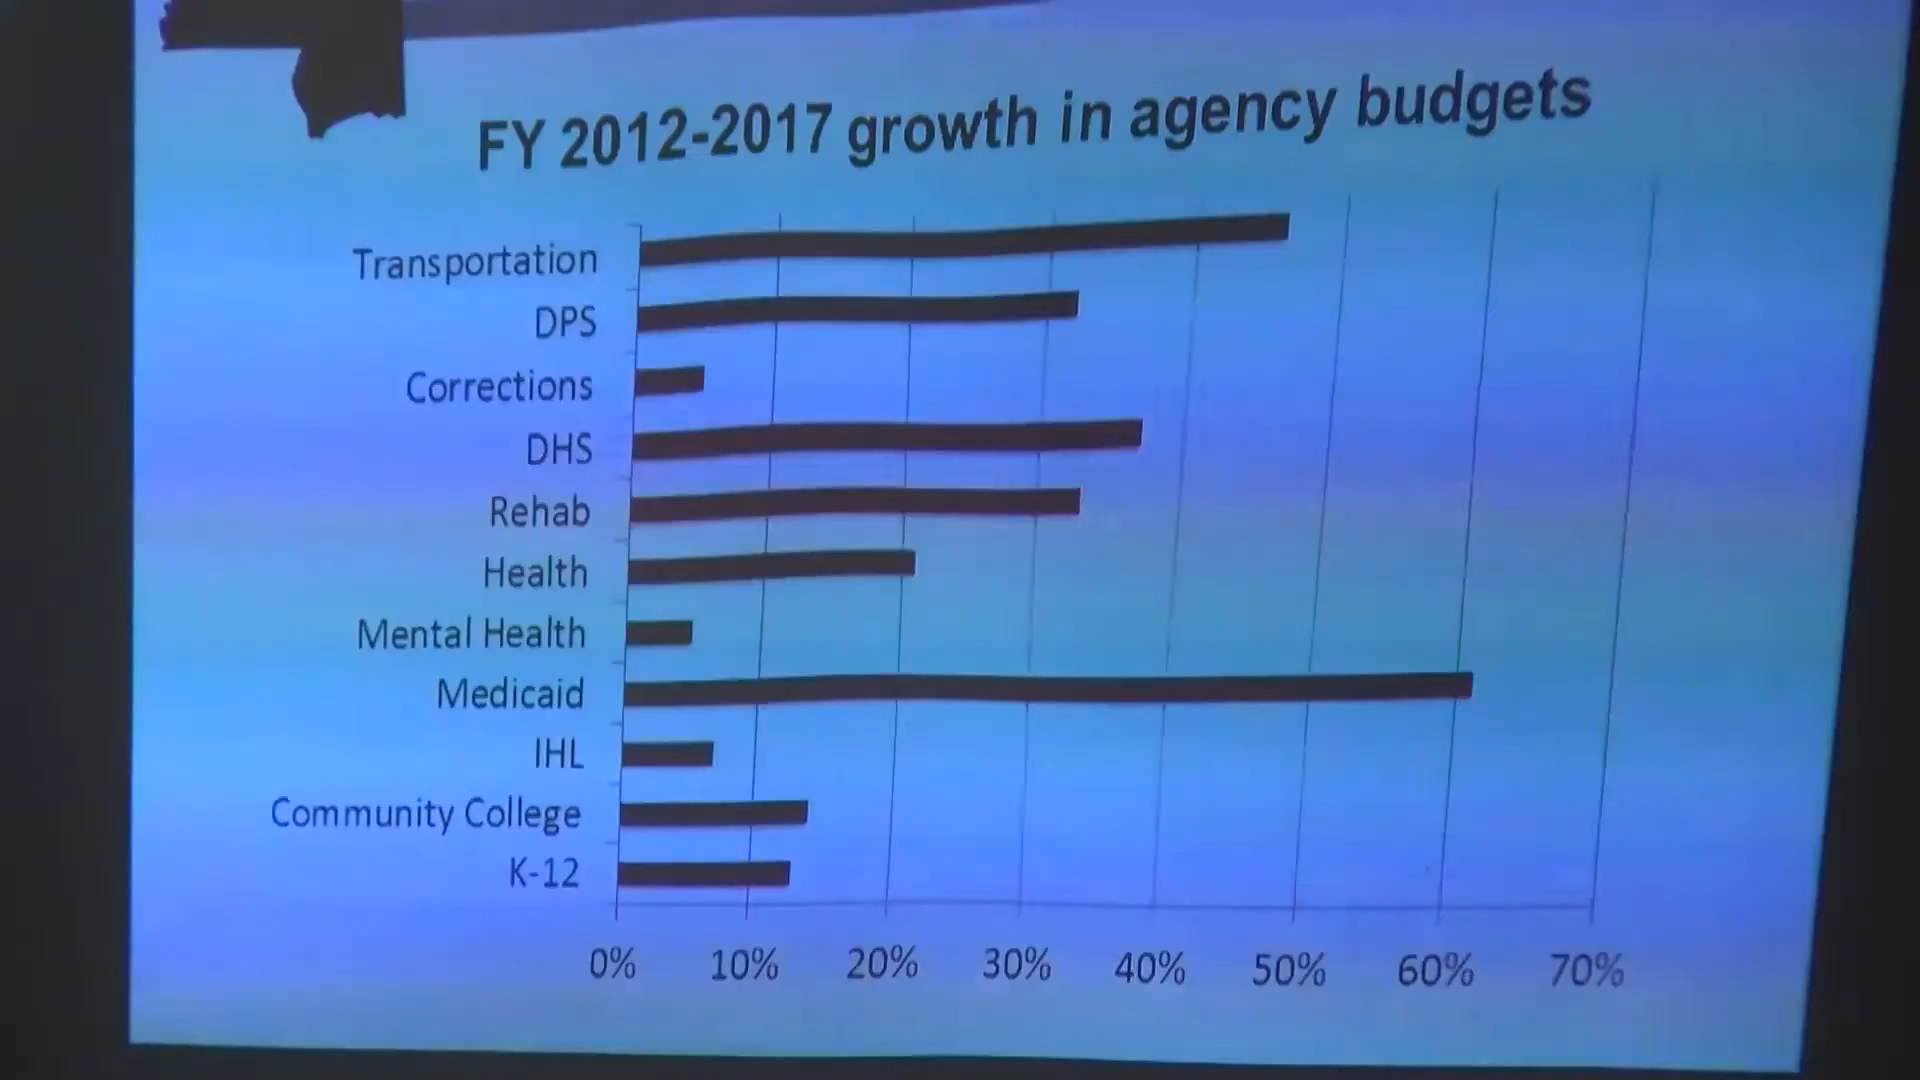 FY 2012-2017 growth in agency budgets
Transportation
DPS
Corrections
DHS
Rehab
Health
Mental Health
Medicaid
IHL
Community College
K-12
0% 10% 20% 30% 40% 50% 60% 70%